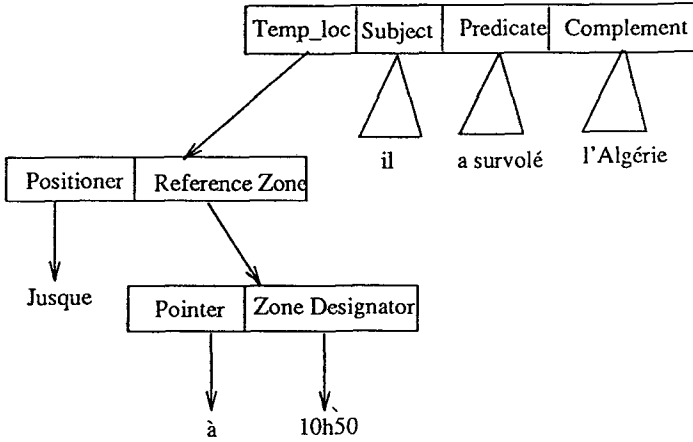 Temp_loc Subject Predicate Complement
il a survolé l'Algérie
Positioner Reference Zone
Jusque
Pointer Zone Designator
à 10h50